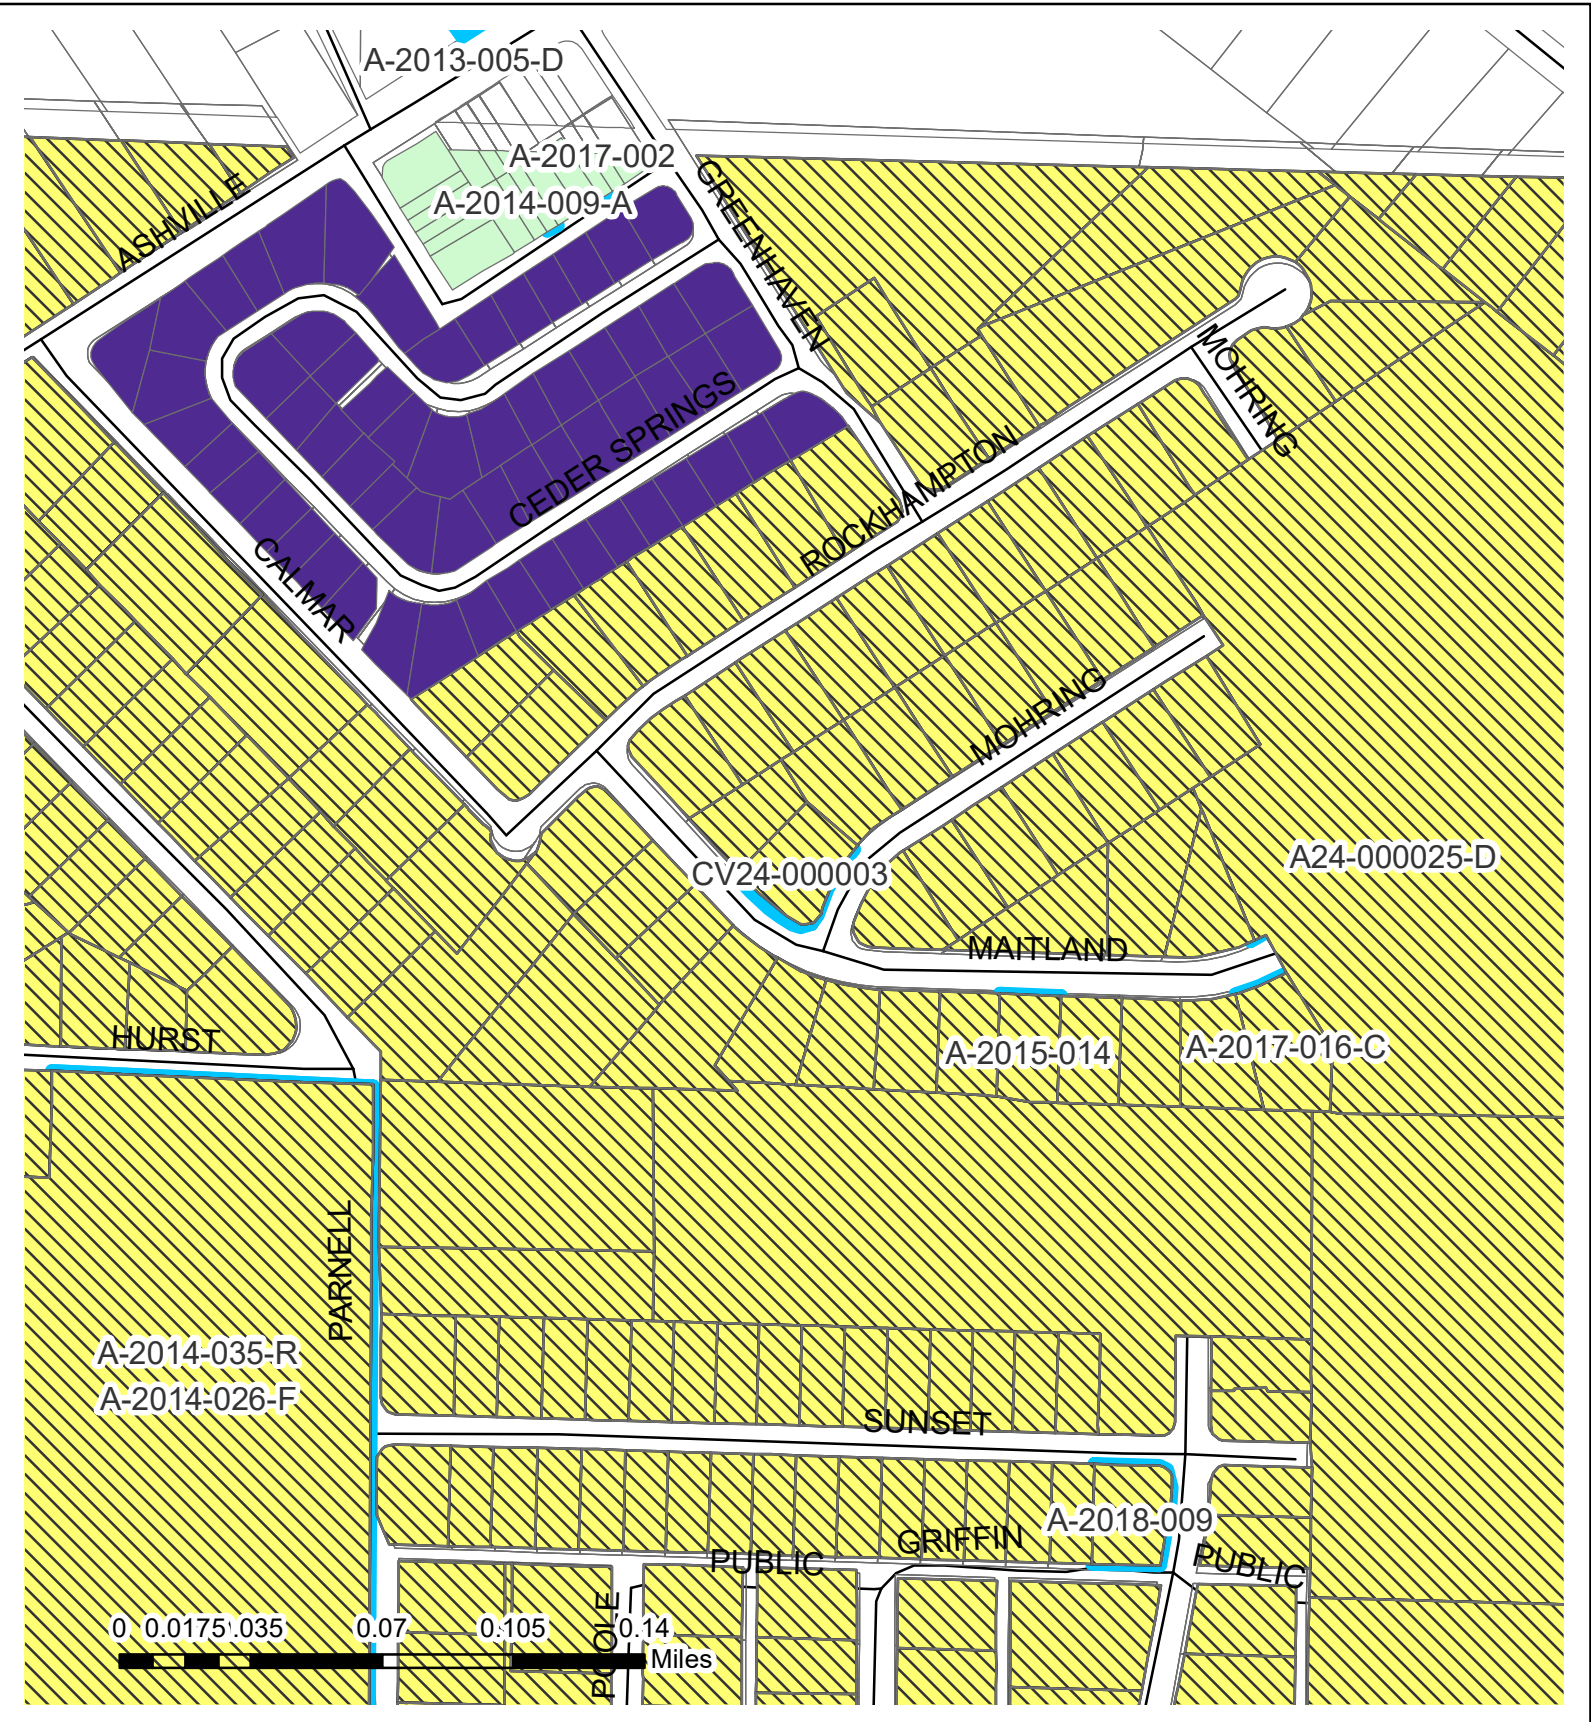 A-2013-005-D
A-2017-002
A-2014-009-A
ASHVILLE
GREENHAVEN
MOHRING
CEDER SPRINGS
ROCKHAMPTON
CALMAR
MOHRING
CV24-000003
A24-000025-D
MAITLAND
HURST
A-2015-014
A-2017-016-C
PARNELL
A-2014-035-R
A-2014-026-F
SUNSET
A-2018-009
GRIFFIN
PUBLIC
PUBLIC
POOLE
0 0.0175 .035 0.07 0.105 0.14
Miles